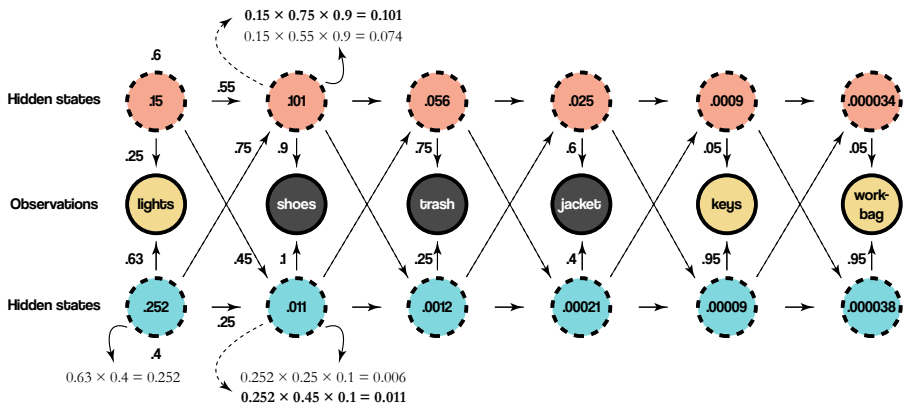 0.15 × 0.75 × 0.9 = 0.101
0.15 × 0.55 × 0.9 = 0.074
.6
Hidden states .15 .55 .101 .056 .025 .0009 .000034
.25 .75 .9 .75 .6 .05 .05
Observations lights shoes trash jacket keys work-
bag
.63 .45 .1 .25 .4 .95 .95
Hidden states .252 .25 .011 .0012 .00021 .00009 .000038
.4
0.63 × 0.4 = 0.252 0.252 × 0.25 × 0.1 = 0.006
0.252 × 0.45 × 0.1 = 0.011